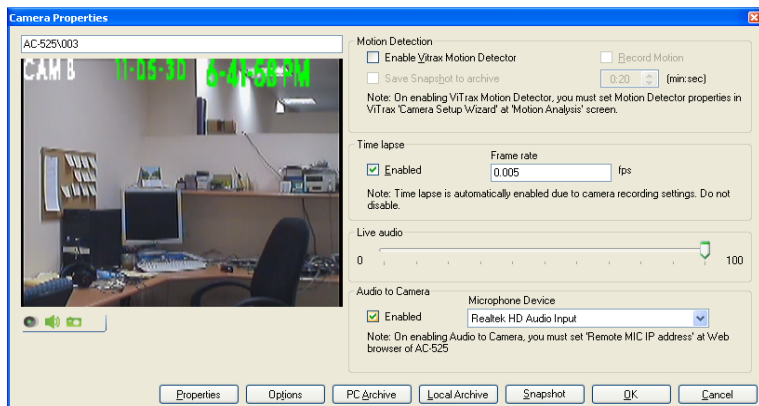 Camera Properties
AC-525\003
CAM 8 11-05-30 6-41-58PM
Motion Detection
Enable Vitrax Motion Detector
Record Motion
Save Snapshot to archive
0:20 (min:sec)
Note: On enabling ViTrax Motion Detector, you must set Motion Detector properties in
ViTrax 'Camera Setup Wizard' at 'Motion Analysis' screen.
Time lapse
Frame rate
Enabled
0.005 fps
Note: Time lapse is automatically enabled due to camera recording settings. Do not
disable.
Live audio
0 100
Audio to Camera
Microphone Device
Enabled
Realtek HD Audio Input
Note: On enabling Audio to Camera, you must set 'Remote MIC IP address' at Web
browser of AC-525
Properties Options PC Archive Local Archive Snapshot OK Cancel